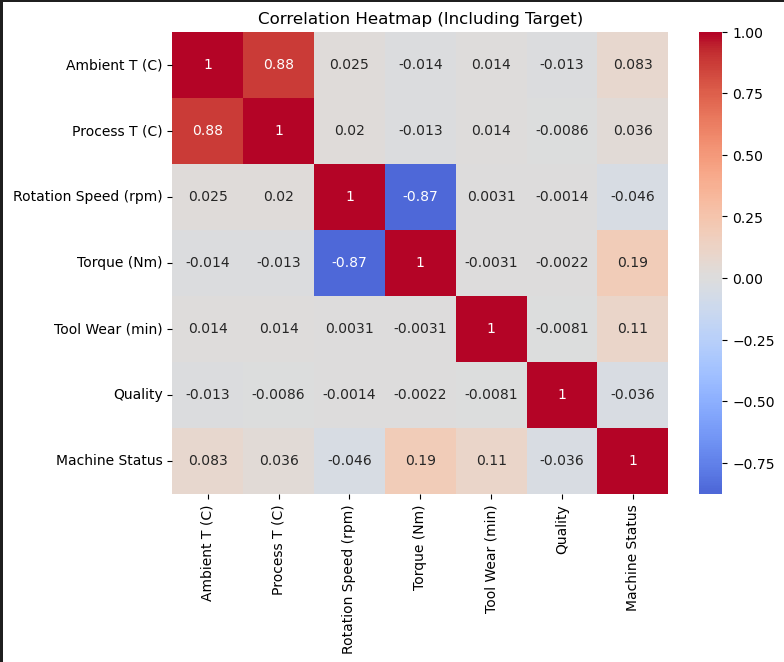 Correlation Heatmap (Including Target)
Ambient T (C) 1 0.88 0.025 -0.014 0.014 -0.013 0.083
Process T (C) 0.88 1 0.02 -0.013 0.014 -0.0086 0.036
Rotation Speed (rpm) 0.025 0.02 1 -0.87 0.0031 -0.0014 -0.046
Torque (Nm) -0.014 -0.013 -0.87 1 -0.0031 -0.0022 0.19
Tool Wear (min) 0.014 0.014 0.0031 -0.0031 1 -0.0081 0.11
Quality -0.013 -0.0086 -0.0014 -0.0022 -0.0081 1 -0.036
Machine Status 0.083 0.036 -0.046 0.19 0.11 -0.036 1
Ambient T (C)
Process T (C)
Rotation Speed (rpm)
Torque (Nm)
Tool Wear (min)
Quality
Machine Status
1.00
0.75
0.50
0.25
0.00
−0.25
−0.50
−0.75